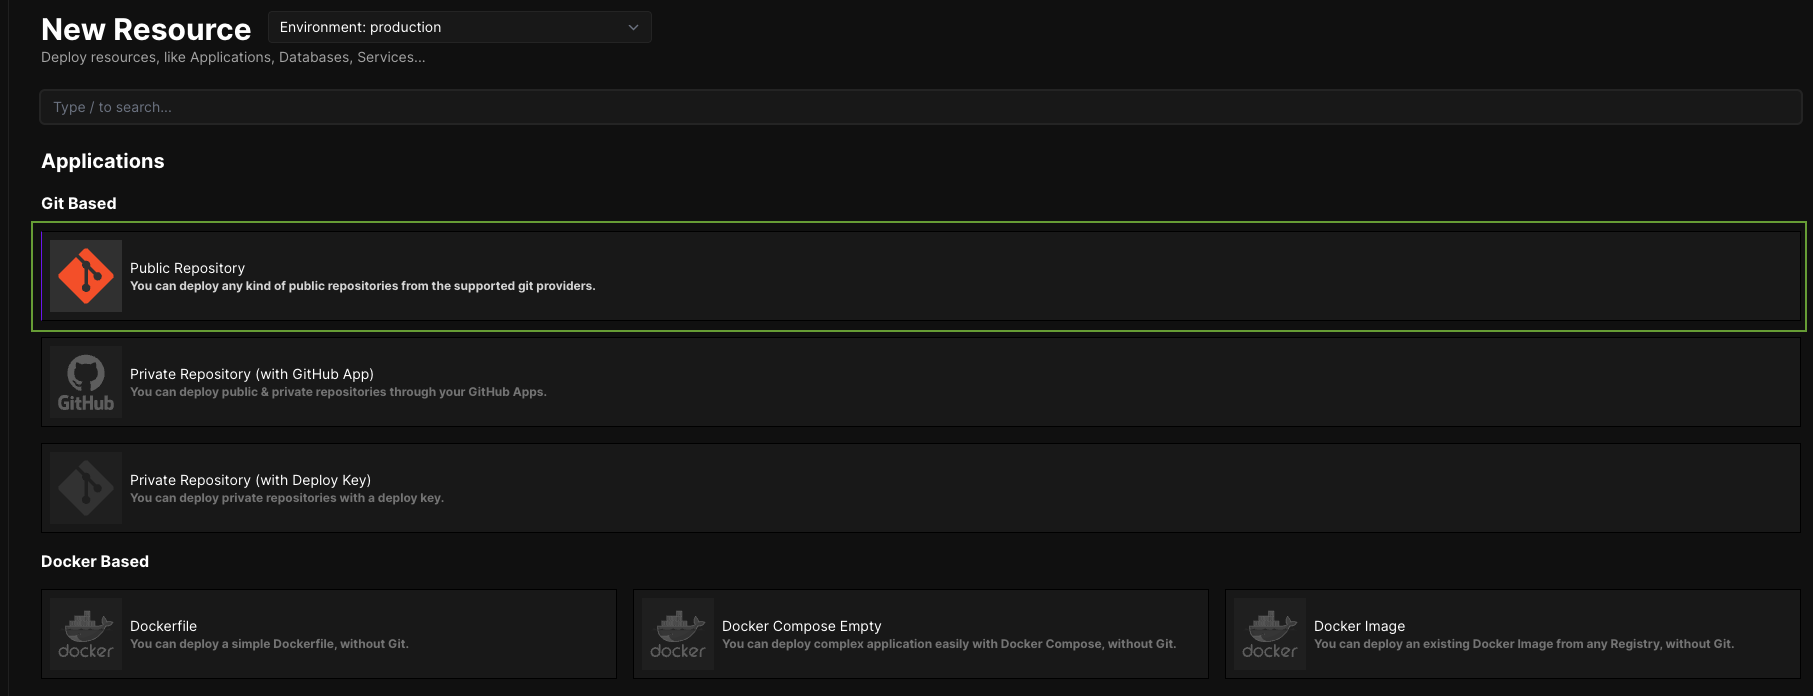 New Resource
Environment: production
Deploy resources, like Applications, Databases, Services...
Type / to search...
Applications
Git Based
Public Repository
You can deploy any kind of public repositories from the supported git providers.
GitHub
Private Repository (with GitHub App)
You can deploy public & private repositories through your GitHub Apps.
Private Repository (with Deploy Key)
You can deploy private repositories with a deploy key.
Docker Based
docker
Dockerfile
You can deploy a simple Dockerfile, without Git.
docker
Docker Compose Empty
You can deploy complex application easily with Docker Compose, without Git.
docker
Docker Image
You can deploy an existing Docker Image from any Registry, without Git.